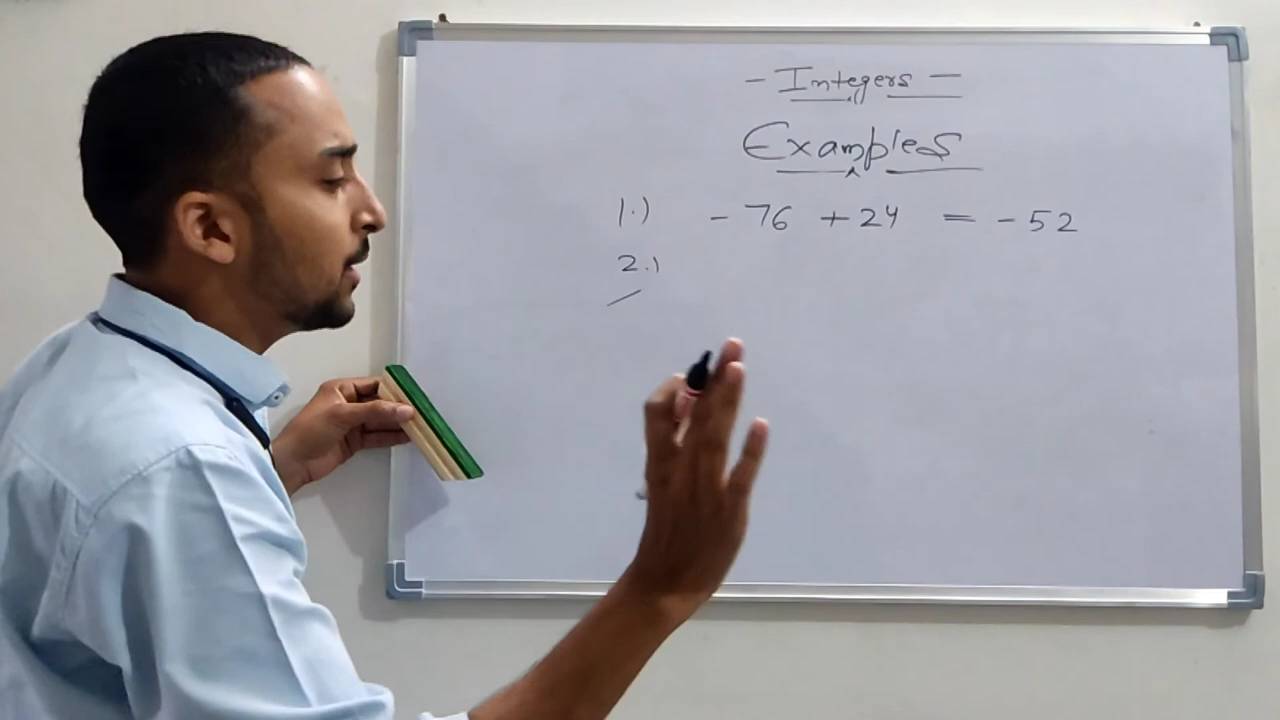 - Integers -
Examples
1.) - 76 + 24 = - 52
2.)